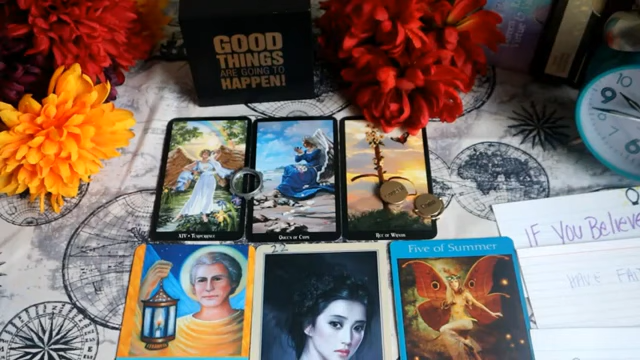 GOOD
THINGS
ARE GOING TO
HAPPEN!
XIV • TEMPERANCE
QUEEN OF CUPS
ACE OF WANDS
22
Five of Summer
IF YOU BELIEVE